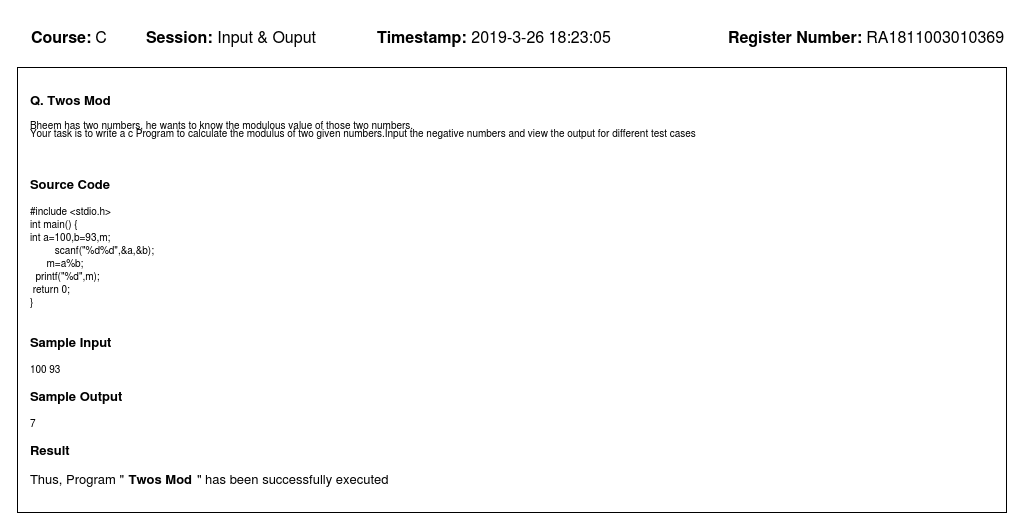 Course: C Session: Input & Ouput Timestamp: 2019-3-26 18:23:05 Register Number: RA1811003010369
Q. Twos Mod
Bheem has two numbers, he wants to know the modulous value of those two numbers.
Your task is to write a c Program to calculate the modulus of two given numbers.Input the negative numbers and view the output for different test cases
Source Code
#include <stdio.h>
int main() {
int a=100,b=93,m;
scanf("%d%d",&a,&b);
m=a%b;
printf("%d",m);
return 0;
}
Sample Input
100 93
Sample Output
7
Result
Thus, Program " Twos Mod " has been successfully executed